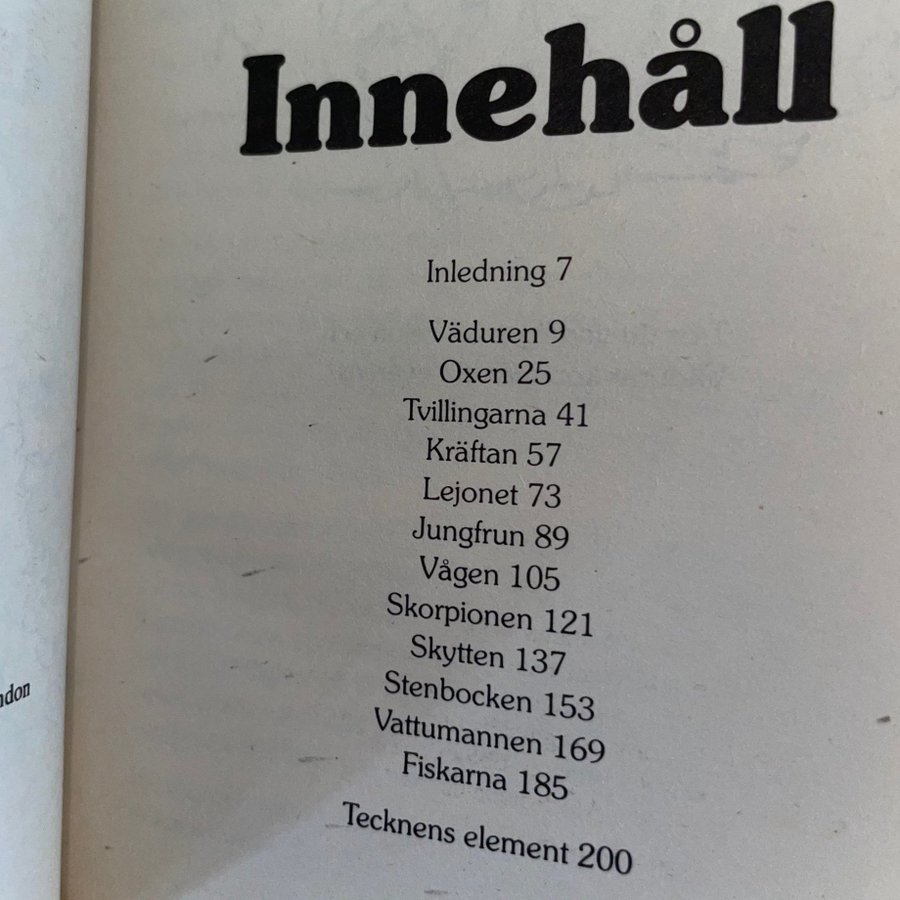 Innehåll
Inledning 7
Väduren 9
Oxen 25
Tvillingarna 41
Kräftan 57
Lejonet 73
Jungfrun 89
Vågen 105
Skorpionen 121
Skytten 137
Stenbocken 153
Vattumannen 169
Fiskarna 185
Tecknens element 200